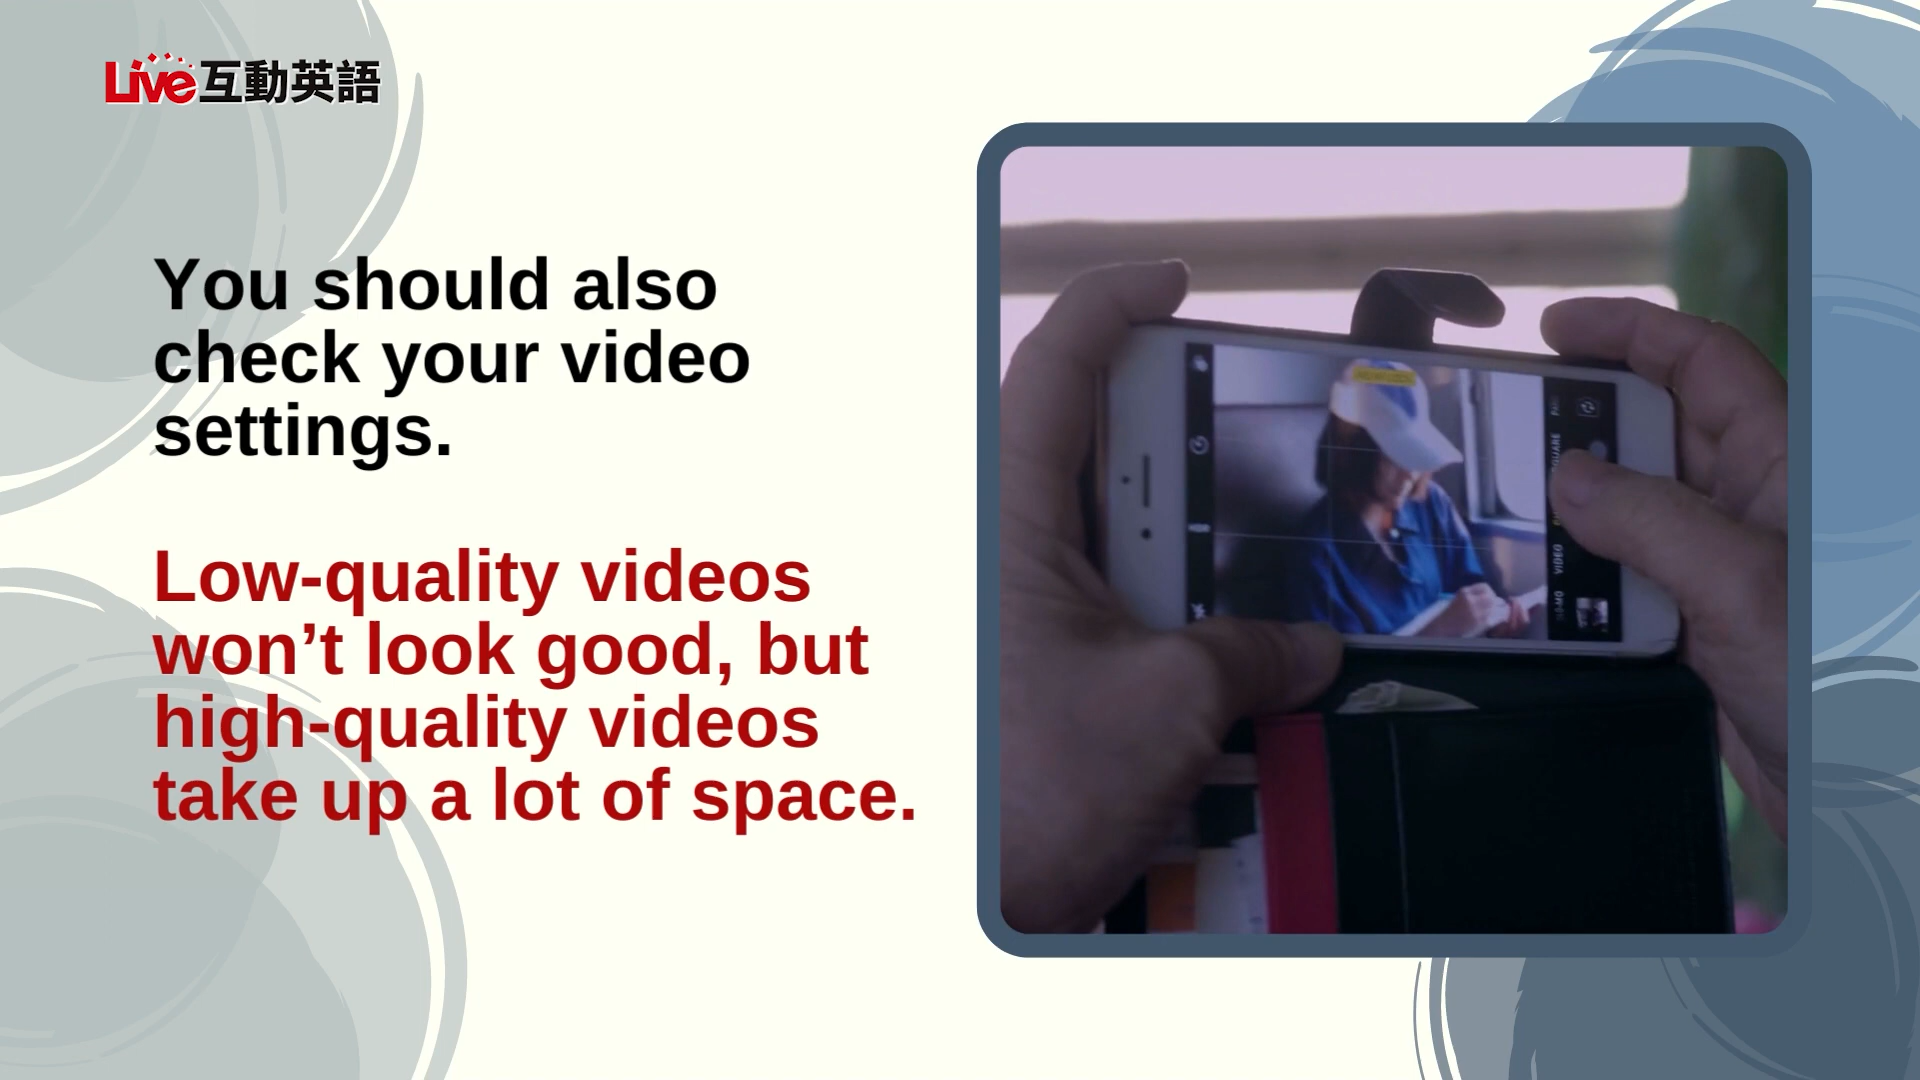 Live互動英語
You should also
check your video
settings.
Low-quality videos
won’t look good, but
high-quality videos
take up a lot of space.
VIDEO